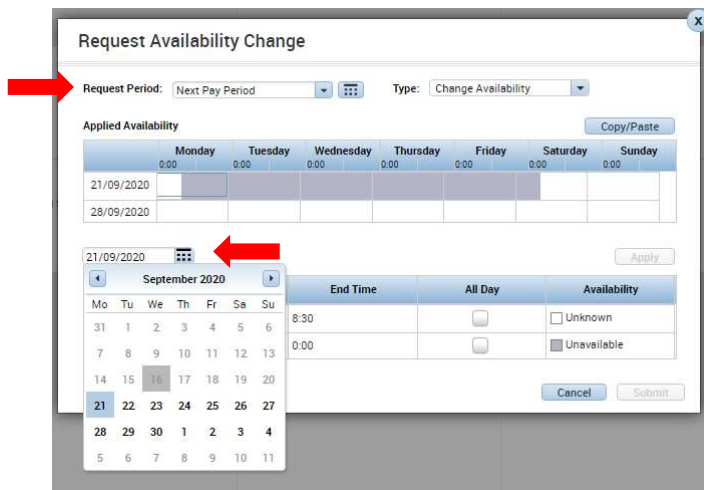 x
Request Availability Change
Request Period: Next Pay Period Type: Change Availability
Applied Availability Copy/Paste
Monday Tuesday Wednesday Thursday Friday Saturday Sunday
0:00 0:00 0:00 0:00 0:00 0:00 0:00
21/09/2020
28/09/2020
21/09/2020 Apply
September 2020
End Time All Day Availability
Mo Tu We Th Fr Sa Su
8:30 Unknown
31 1 2 3 4 5 6
0:00 Unavailable
7 8 9 10 11 12 13
14 15 16 17 18 19 20
Cancel Submit
21 22 23 24 25 26 27
28 29 30 1 2 3 4
5 6 7 8 9 10 11